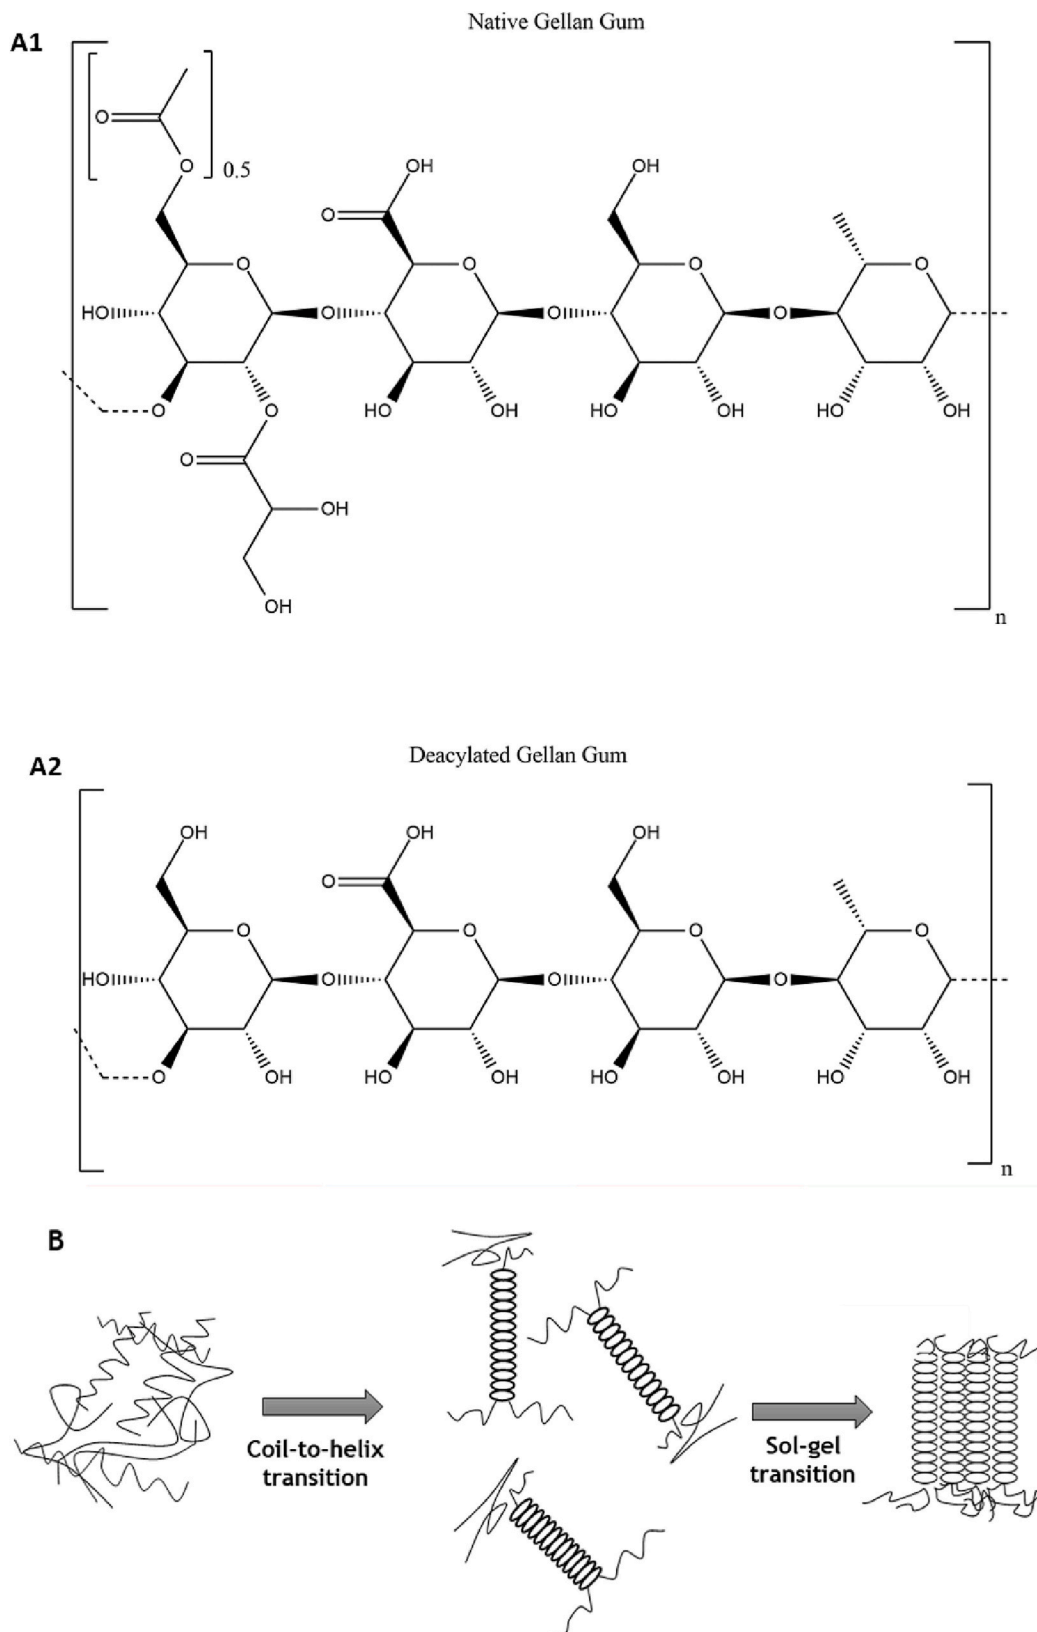 Native Gellan Gum
A1
O
O
0.5
OH
O
OH
O
O
O
O
HO
O
O
O
O
HO
OH
HO
OH
HO
OH
O
O
OH
OH
n
Deacylated Gellan Gum
A2
OH
OH
OH
O
O
O
O
O
HO
O
O
O
O
OH
HO
OH
HO
OH
HO
OH
n
B
Coil-to-helix
transition
Sol-gel
transition